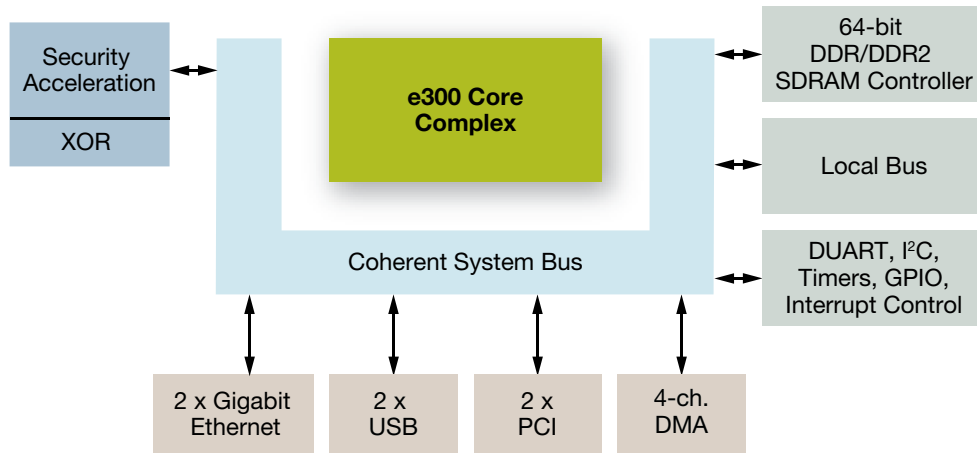 Security
Acceleration
XOR
e300 Core
Complex
64-bit
DDR/DDR2
SDRAM Controller
Local Bus
Coherent System Bus
DUART, I²C,
Timers, GPIO,
Interrupt Control
2 x Gigabit
Ethernet
2 x
USB
2 x
PCI
4-ch.
DMA